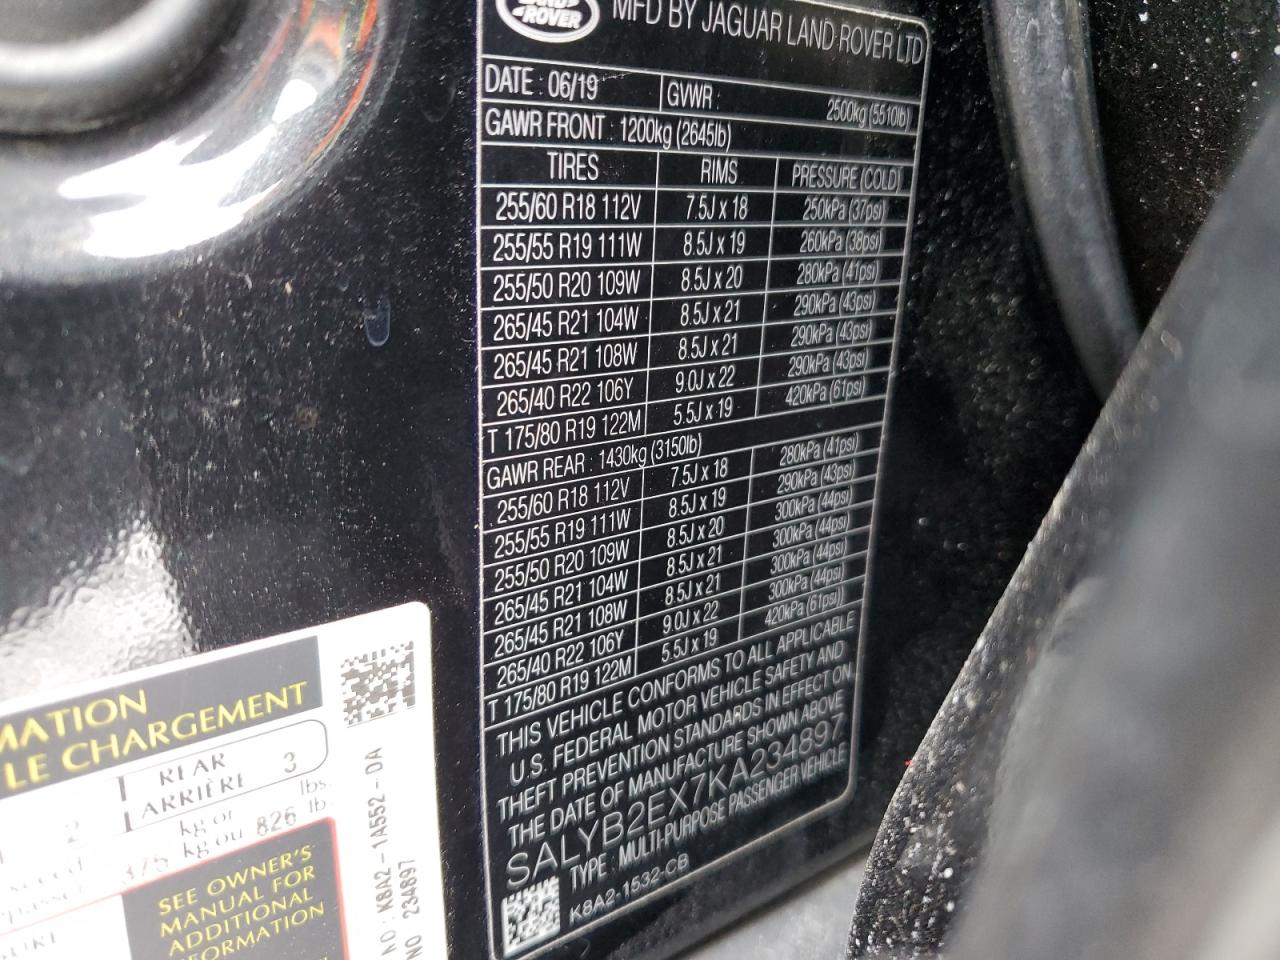 ROVER
MFD BY JAGUAR LAND ROVER LTD
DATE : 06/19 GVWR : 2500kg (5510lb)
GAWR FRONT : 1200kg (2645lb)
TIRES RIMS PRESSURE (COLD)
255/60 R18 112V 7.5J x 18 250kPa (37psi)
255/55 R19 111W 8.5J x 19 260kPa (38psi)
255/50 R20 109W 8.5J x 20 280kPa (41psi)
265/45 R21 104W 8.5J x 21 290kPa (43psi)
265/45 R21 108W 8.5J x 21 290kPa (43psi)
265/40 R22 106Y 9.0J x 22 290kPa (43psi)
T 175/80 R19 122M 5.5J x 19 420kPa (61psi)
GAWR REAR : 1430kg (3150lb)
255/60 R18 112V 7.5J x 18 280kPa (41psi)
255/55 R19 111W 8.5J x 19 290kPa (43psi)
255/50 R20 109W 8.5J x 20 300kPa (44psi)
265/45 R21 104W 8.5J x 21 300kPa (44psi)
265/45 R21 108W 8.5J x 21 300kPa (44psi)
265/40 R22 106Y 9.0J x 22 300kPa (44psi)
T 175/80 R19 122M 5.5J x 19 420kPa (61psi)
THIS VEHICLE CONFORMS TO ALL APPLICABLE
U.S. FEDERAL MOTOR VEHICLE SAFETY AND
THEFT PREVENTION STANDARDS IN EFFECT ON
THE DATE OF MANUFACTURE SHOWN ABOVE
SALYB2EX7KA234897
TYPE : MULTI-PURPOSE PASSENGER VEHICLE
K8A2-1532-CB
MATION
LE CHARGEMENT
2 REAR 3
ARRIÈRE
kg or lbs.
375 kg ou 826 lb.
SEE OWNER'S
MANUAL FOR
ADDITIONAL
FORMATION
NO : K8A2-1A552-DA
NO 234897